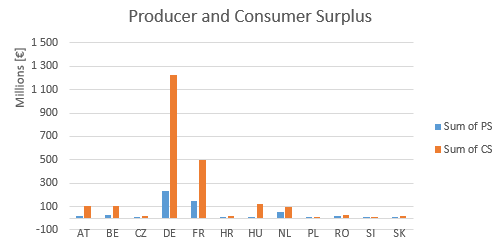 Producer and Consumer Surplus
Millions [€]
1 500
1 300
1 100
900
700
500
300
100
-100
AT BE CZ DE FR HR HU NL PL RO SI SK
Sum of PS
Sum of CS